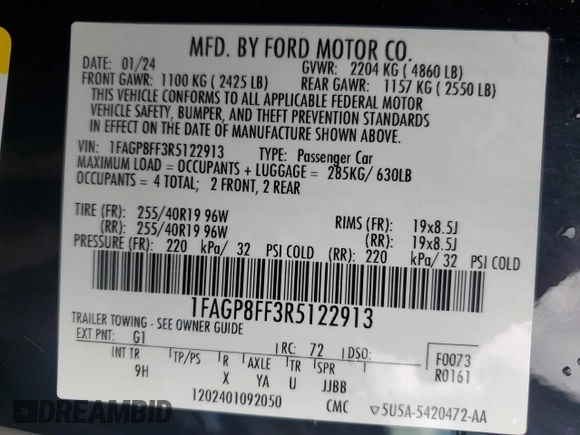 MFD. BY FORD MOTOR CO.
DATE: 01/24 GVWR: 2204 KG ( 4860 LB)
FRONT GAWR: 1100 KG ( 2425 LB) REAR GAWR: 1157 KG ( 2550 LB)
THIS VEHICLE CONFORMS TO ALL APPLICABLE FEDERAL MOTOR
VEHICLE SAFETY, BUMPER, AND THEFT PREVENTION STANDARDS
IN EFFECT ON THE DATE OF MANUFACTURE SHOWN ABOVE.
VIN: 1FAGP8FF3R5122913 TYPE: Passenger Car
MAXIMUM LOAD = OCCUPANTS + LUGGAGE = 285KG/ 630LB
OCCUPANTS = 4 TOTAL; 2 FRONT, 2 REAR
TIRE (FR): 255/40R19 96W RIMS (FR): 19x8.5J
(RR): 255/40R19 96W (RR): 19x8.5J
PRESSURE (FR): 220 kPa/ 32 PSI COLD (RR): 220 kPa/ 32 PSI COLD
1FAGP8FF3R5122913
TRAILER TOWING - SEE OWNER GUIDE
EXT PNT: G1 RC: 72 DSO: F0073
INT TR TP/PS R AXLE TR SPR R0161
9H X YA U JJBB
1202401092050 CMC ▽5U5A-5420472-AA
DREAMBID